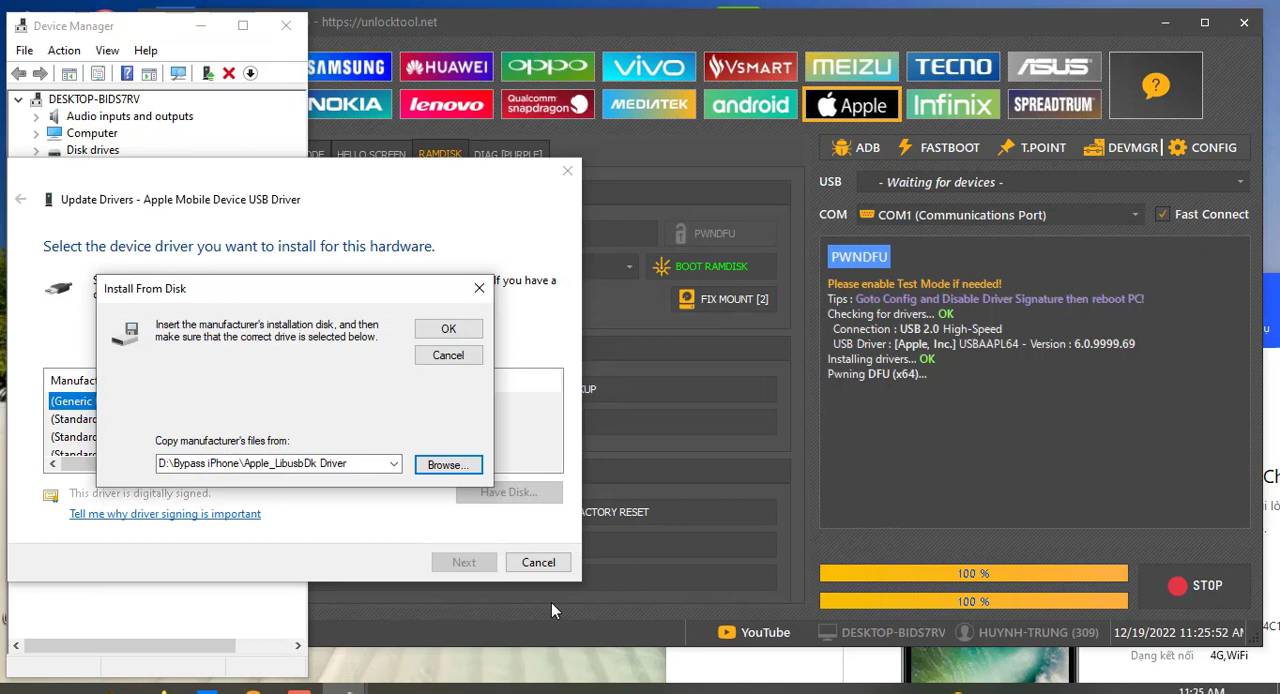 Device Manager
- https://unlocktool.net
File Action View Help
DESKTOP-BIDS7RV
Audio inputs and outputs
Computer
Disk drives
SAMSUNG HUAWEI oppo vivo VSMART MEIZU TECNO ASUS ?
NOKIA lenovo Qualcomm snapdragon MEDIATEK android Apple Infinix SPREADTRUM
HELLO SCREEN RAMDISK DIAG [PURPLE]
ADB FASTBOOT T.POINT DEVMGR CONFIG
USB - Waiting for devices -
COM COM1 (Communications Port) Fast Connect
PWNDFU
BOOT RAMDISK
FIX MOUNT [2]
ACTORY RESET
PWNDFU
Please enable Test Mode if needed!
Tips : Goto Config and Disable Driver Signature then reboot PC!
Checking for drivers... OK
Connection : USB 2.0 High-Speed
USB Driver : [Apple, Inc.] USBAAPL64 - Version : 6.0.9999.69
Installing drivers... OK
Pwning DFU (x64)...
100 %
100 %
STOP
YouTube DESKTOP-BIDS7RV HUYNH-TRUNG (309) 12/19/2022 11:25:52 AM
Update Drivers - Apple Mobile Device USB Driver
Select the device driver you want to install for this hardware.
If you have a
Manufact
(Generic
(Standard
(Standard
Install From Disk
Insert the manufacturer's installation disk, and then
make sure that the correct drive is selected below.
OK
Cancel
Copy manufacturer's files from:
D:\Bypass iPhone\Apple_LibusbDk Driver
Browse...
This driver is digitally signed.
Have Disk...
Tell me why driver signing is important
Next Cancel
Dạng kết nối 4G,WiFi
11:25 AM